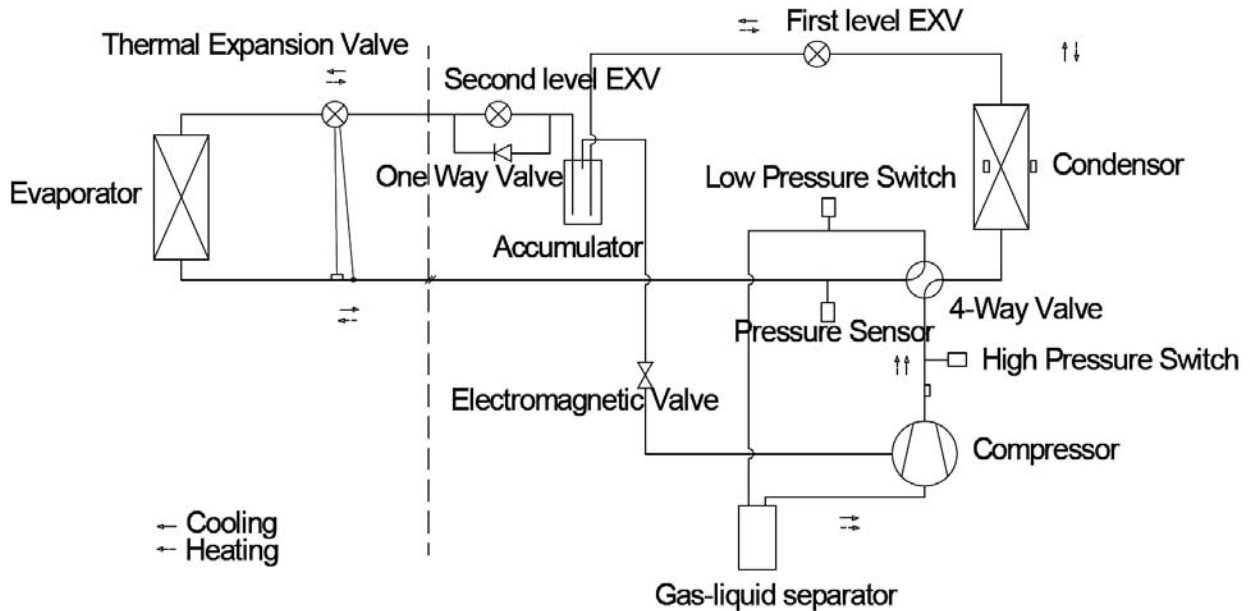 First level EXV
Thermal Expansion Valve
Second level EXV
One Way Valve
Low Pressure Switch
Condensor
Evaporator
Accumulator
4-Way Valve
Pressure Sensor
High Pressure Switch
Electromagnetic Valve
Compressor
Cooling
Heating
Gas-liquid separator